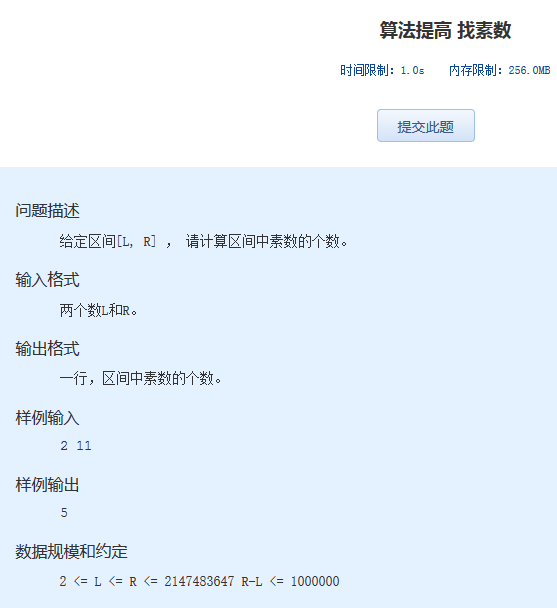 算法提高 找素数
时间限制：1.0s 内存限制：256.0MB
提交此题
问题描述
给定区间[L, R] ， 请计算区间中素数的个数。
输入格式
两个数L和R。
输出格式
一行，区间中素数的个数。
样例输入
2 11
样例输出
5
数据规模和约定
2 <= L <= R <= 2147483647 R-L <= 1000000